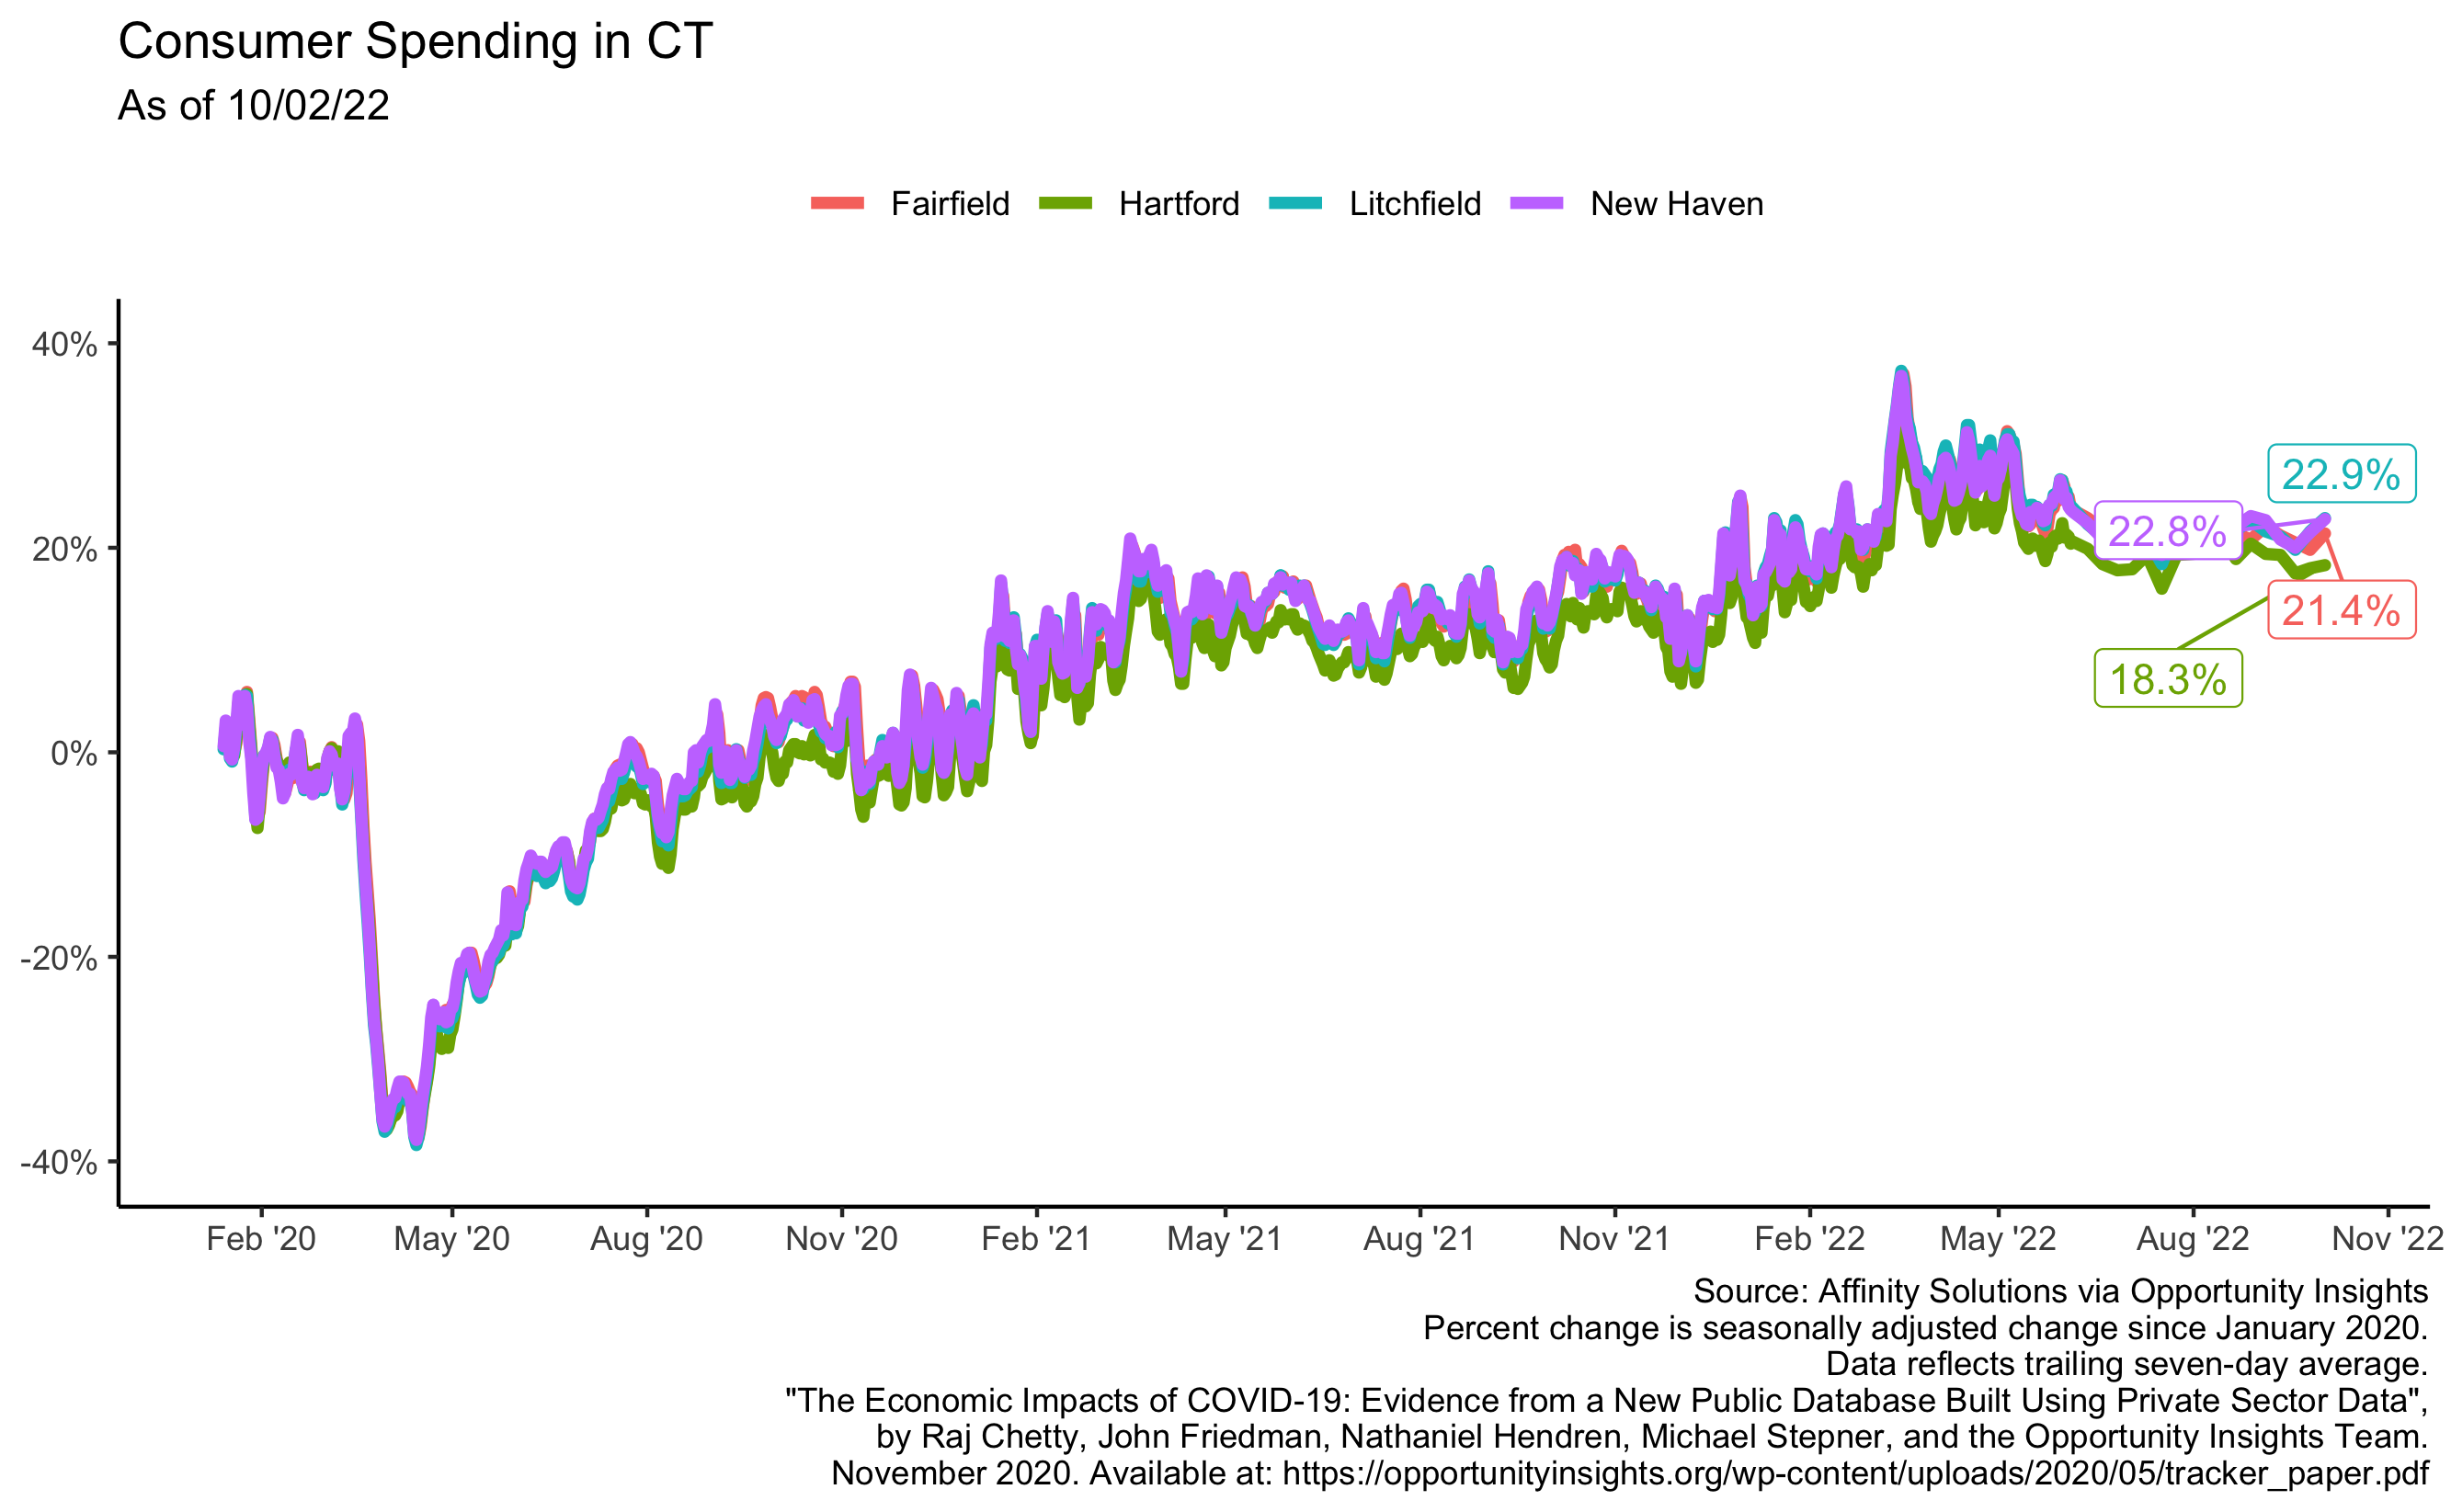 Consumer Spending in CT
As of 10/02/22
Fairfield Hartford Litchfield New Haven
40%
20%
0%
-20%
-40%
22.9%
22.8%
21.4%
18.3%
Feb '20 May '20 Aug '20 Nov '20 Feb '21 May '21 Aug '21 Nov '21 Feb '22 May '22 Aug '22 Nov '22
Source: Affinity Solutions via Opportunity Insights
Percent change is seasonally adjusted change since January 2020.
Data reflects trailing seven-day average.
"The Economic Impacts of COVID-19: Evidence from a New Public Database Built Using Private Sector Data",
by Raj Chetty, John Friedman, Nathaniel Hendren, Michael Stepner, and the Opportunity Insights Team.
November 2020. Available at: https://opportunityinsights.org/wp-content/uploads/2020/05/tracker_paper.pdf